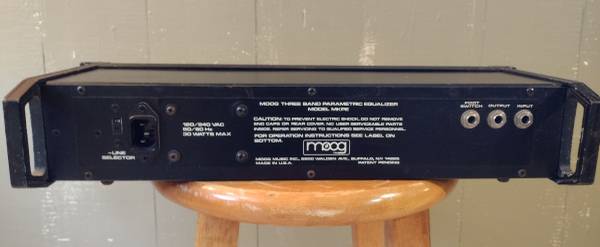 MOOG THREE BAND PARAMETRIC EQUALIZER
MODEL MKPE
120/240 VAC
50/60 Hz
30 WATTS MAX
~LINE
SELECTOR
CAUTION: TO PREVENT ELECTRIC SHOCK, DO NOT REMOVE
END CAPS OR REAR COVER. NO USER SERVICEABLE PARTS
INSIDE. REFER SERVICING TO QUALIFIED SERVICE PERSONNEL.
FOR OPERATION INSTRUCTIONS SEE LABEL ON
BOTTOM.
moog
MOOG MUSIC INC., 2500 WALDEN AVE., BUFFALO, NY 14225
MADE IN U.S.A.
PATENT PENDING
FOOT
SWITCH
OUTPUT
INPUT